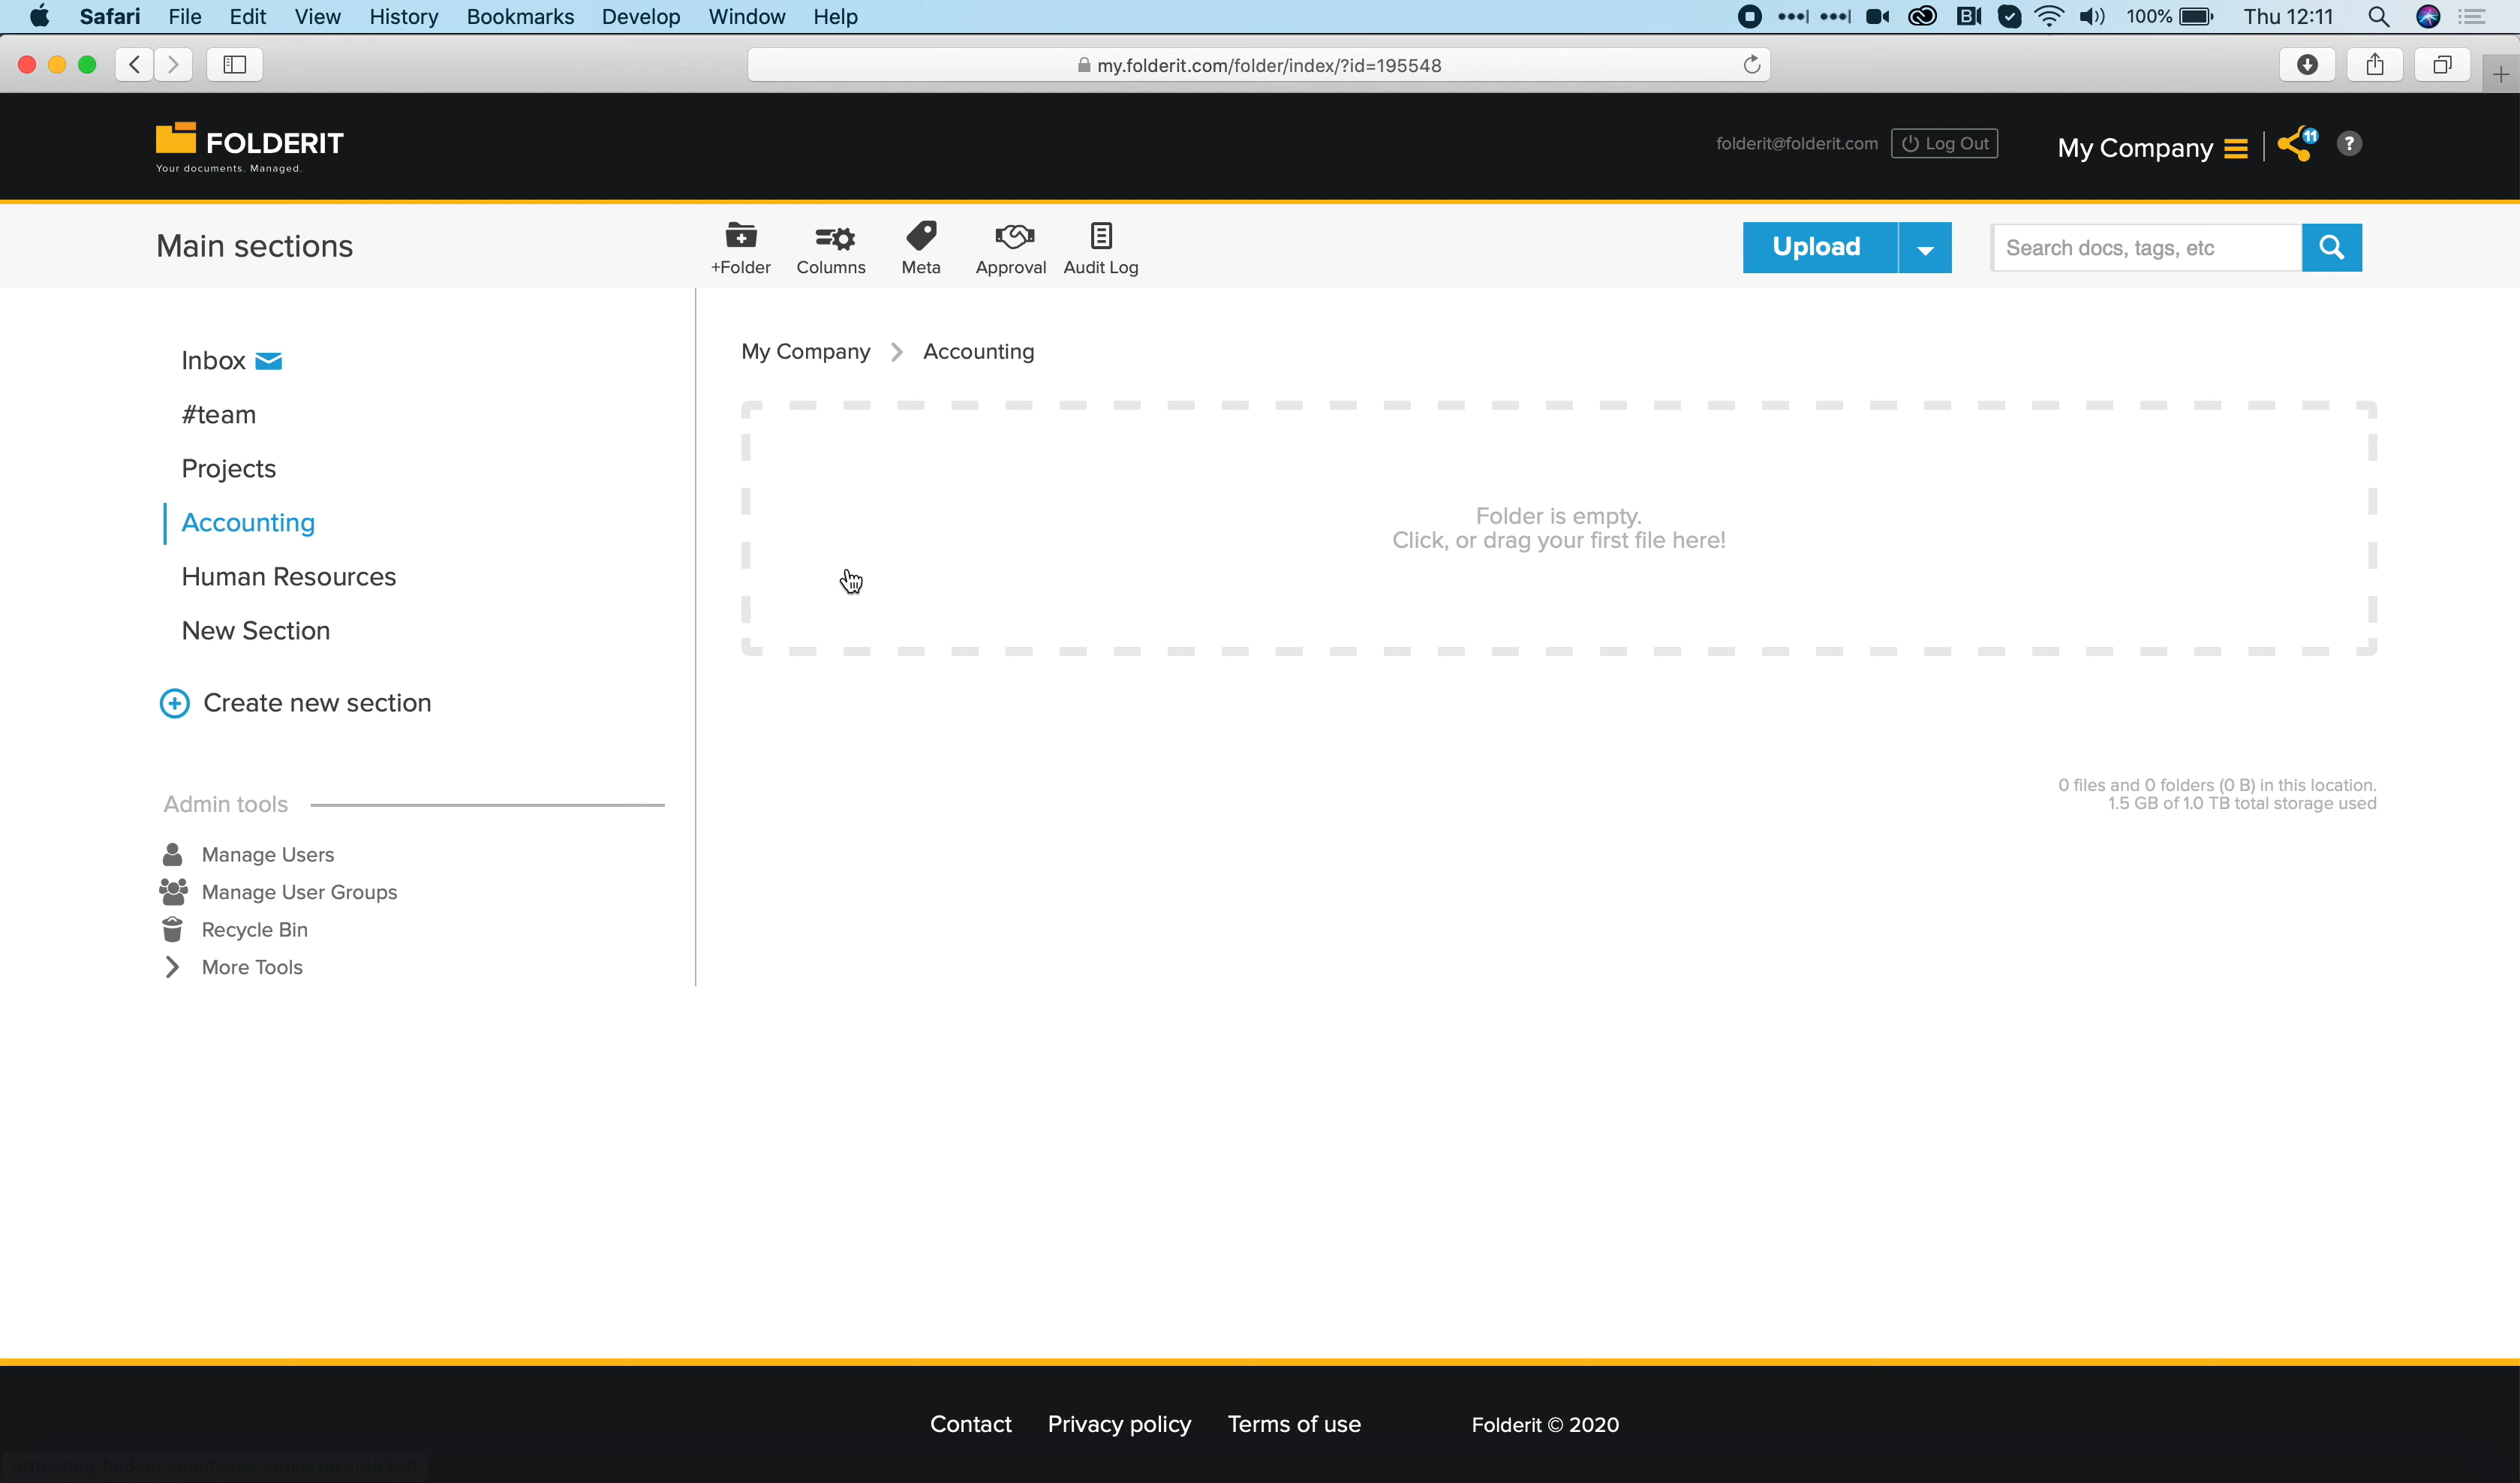 Safari File Edit View History Bookmarks Develop Window Help 100% Thu 12:11
my.folderit.com/folder/index/?id=195548
FOLDERIT
Your documents. Managed.
folderit@folderit.com Log Out My Company 11 ?
Main sections
+Folder Columns Meta Approval Audit Log
Upload
Search docs, tags, etc
Inbox
#team
Projects
Accounting
Human Resources
New Section
Create new section
Admin tools
Manage Users
Manage User Groups
Recycle Bin
More Tools
My Company > Accounting
Folder is empty.
Click, or drag your first file here!
0 files and 0 folders (0 B) in this location.
1.5 GB of 1.0 TB total storage used
Contact Privacy policy Terms of use Folderit © 2020